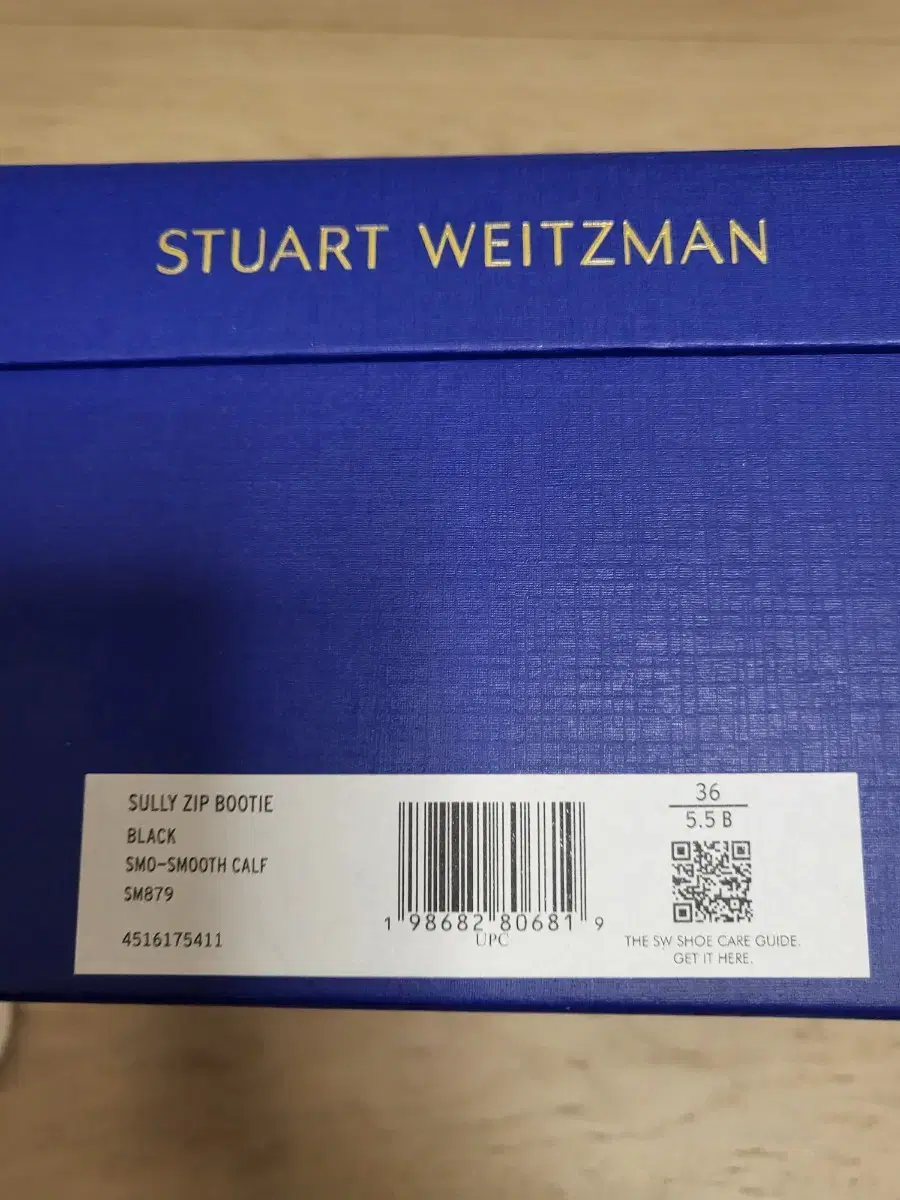 STUART WEITZMAN
SULLY ZIP BOOTIE
BLACK
SMO-SMOOTH CALF
SM879
4516175411
1 98682 80681 9
UPC
36
5.5 B
THE SW SHOE CARE GUIDE.
GET IT HERE.